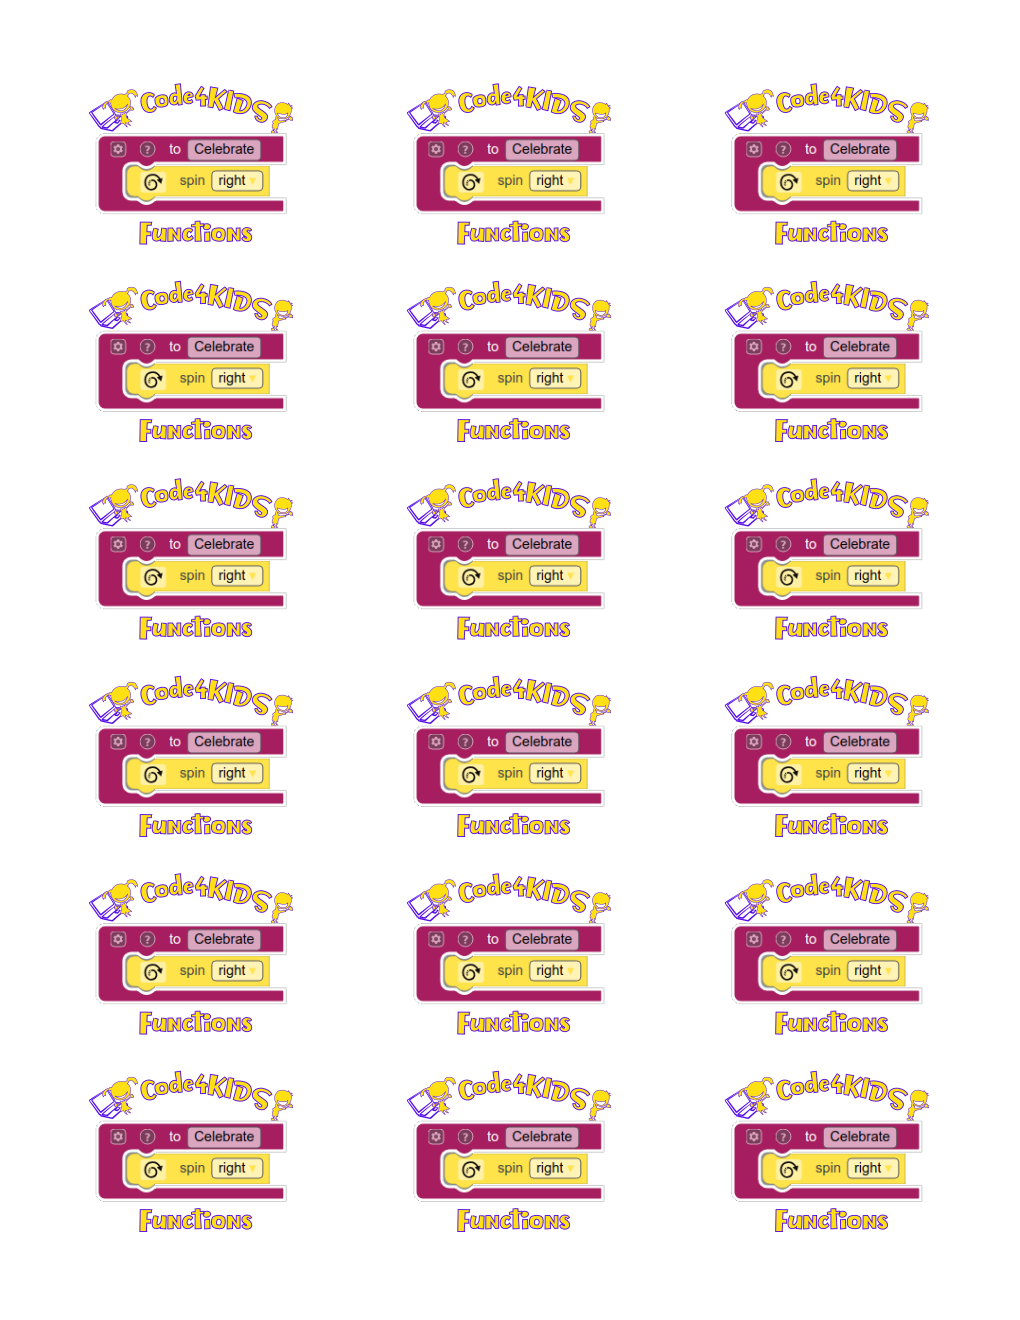 Code4KIDS Code4KIDS Code4KIDS
? to Celebrate ? to Celebrate ? to Celebrate
spin right spin right spin right
Functions Functions Functions
Code4KIDS Code4KIDS Code4KIDS
? to Celebrate ? to Celebrate ? to Celebrate
spin right spin right spin right
Functions Functions Functions
Code4KIDS Code4KIDS Code4KIDS
? to Celebrate ? to Celebrate ? to Celebrate
spin right spin right spin right
Functions Functions Functions
Code4KIDS Code4KIDS Code4KIDS
? to Celebrate ? to Celebrate ? to Celebrate
spin right spin right spin right
Functions Functions Functions
Code4KIDS Code4KIDS Code4KIDS
? to Celebrate ? to Celebrate ? to Celebrate
spin right spin right spin right
Functions Functions Functions
Code4KIDS Code4KIDS Code4KIDS
? to Celebrate ? to Celebrate ? to Celebrate
spin right spin right spin right
Functions Functions Functions